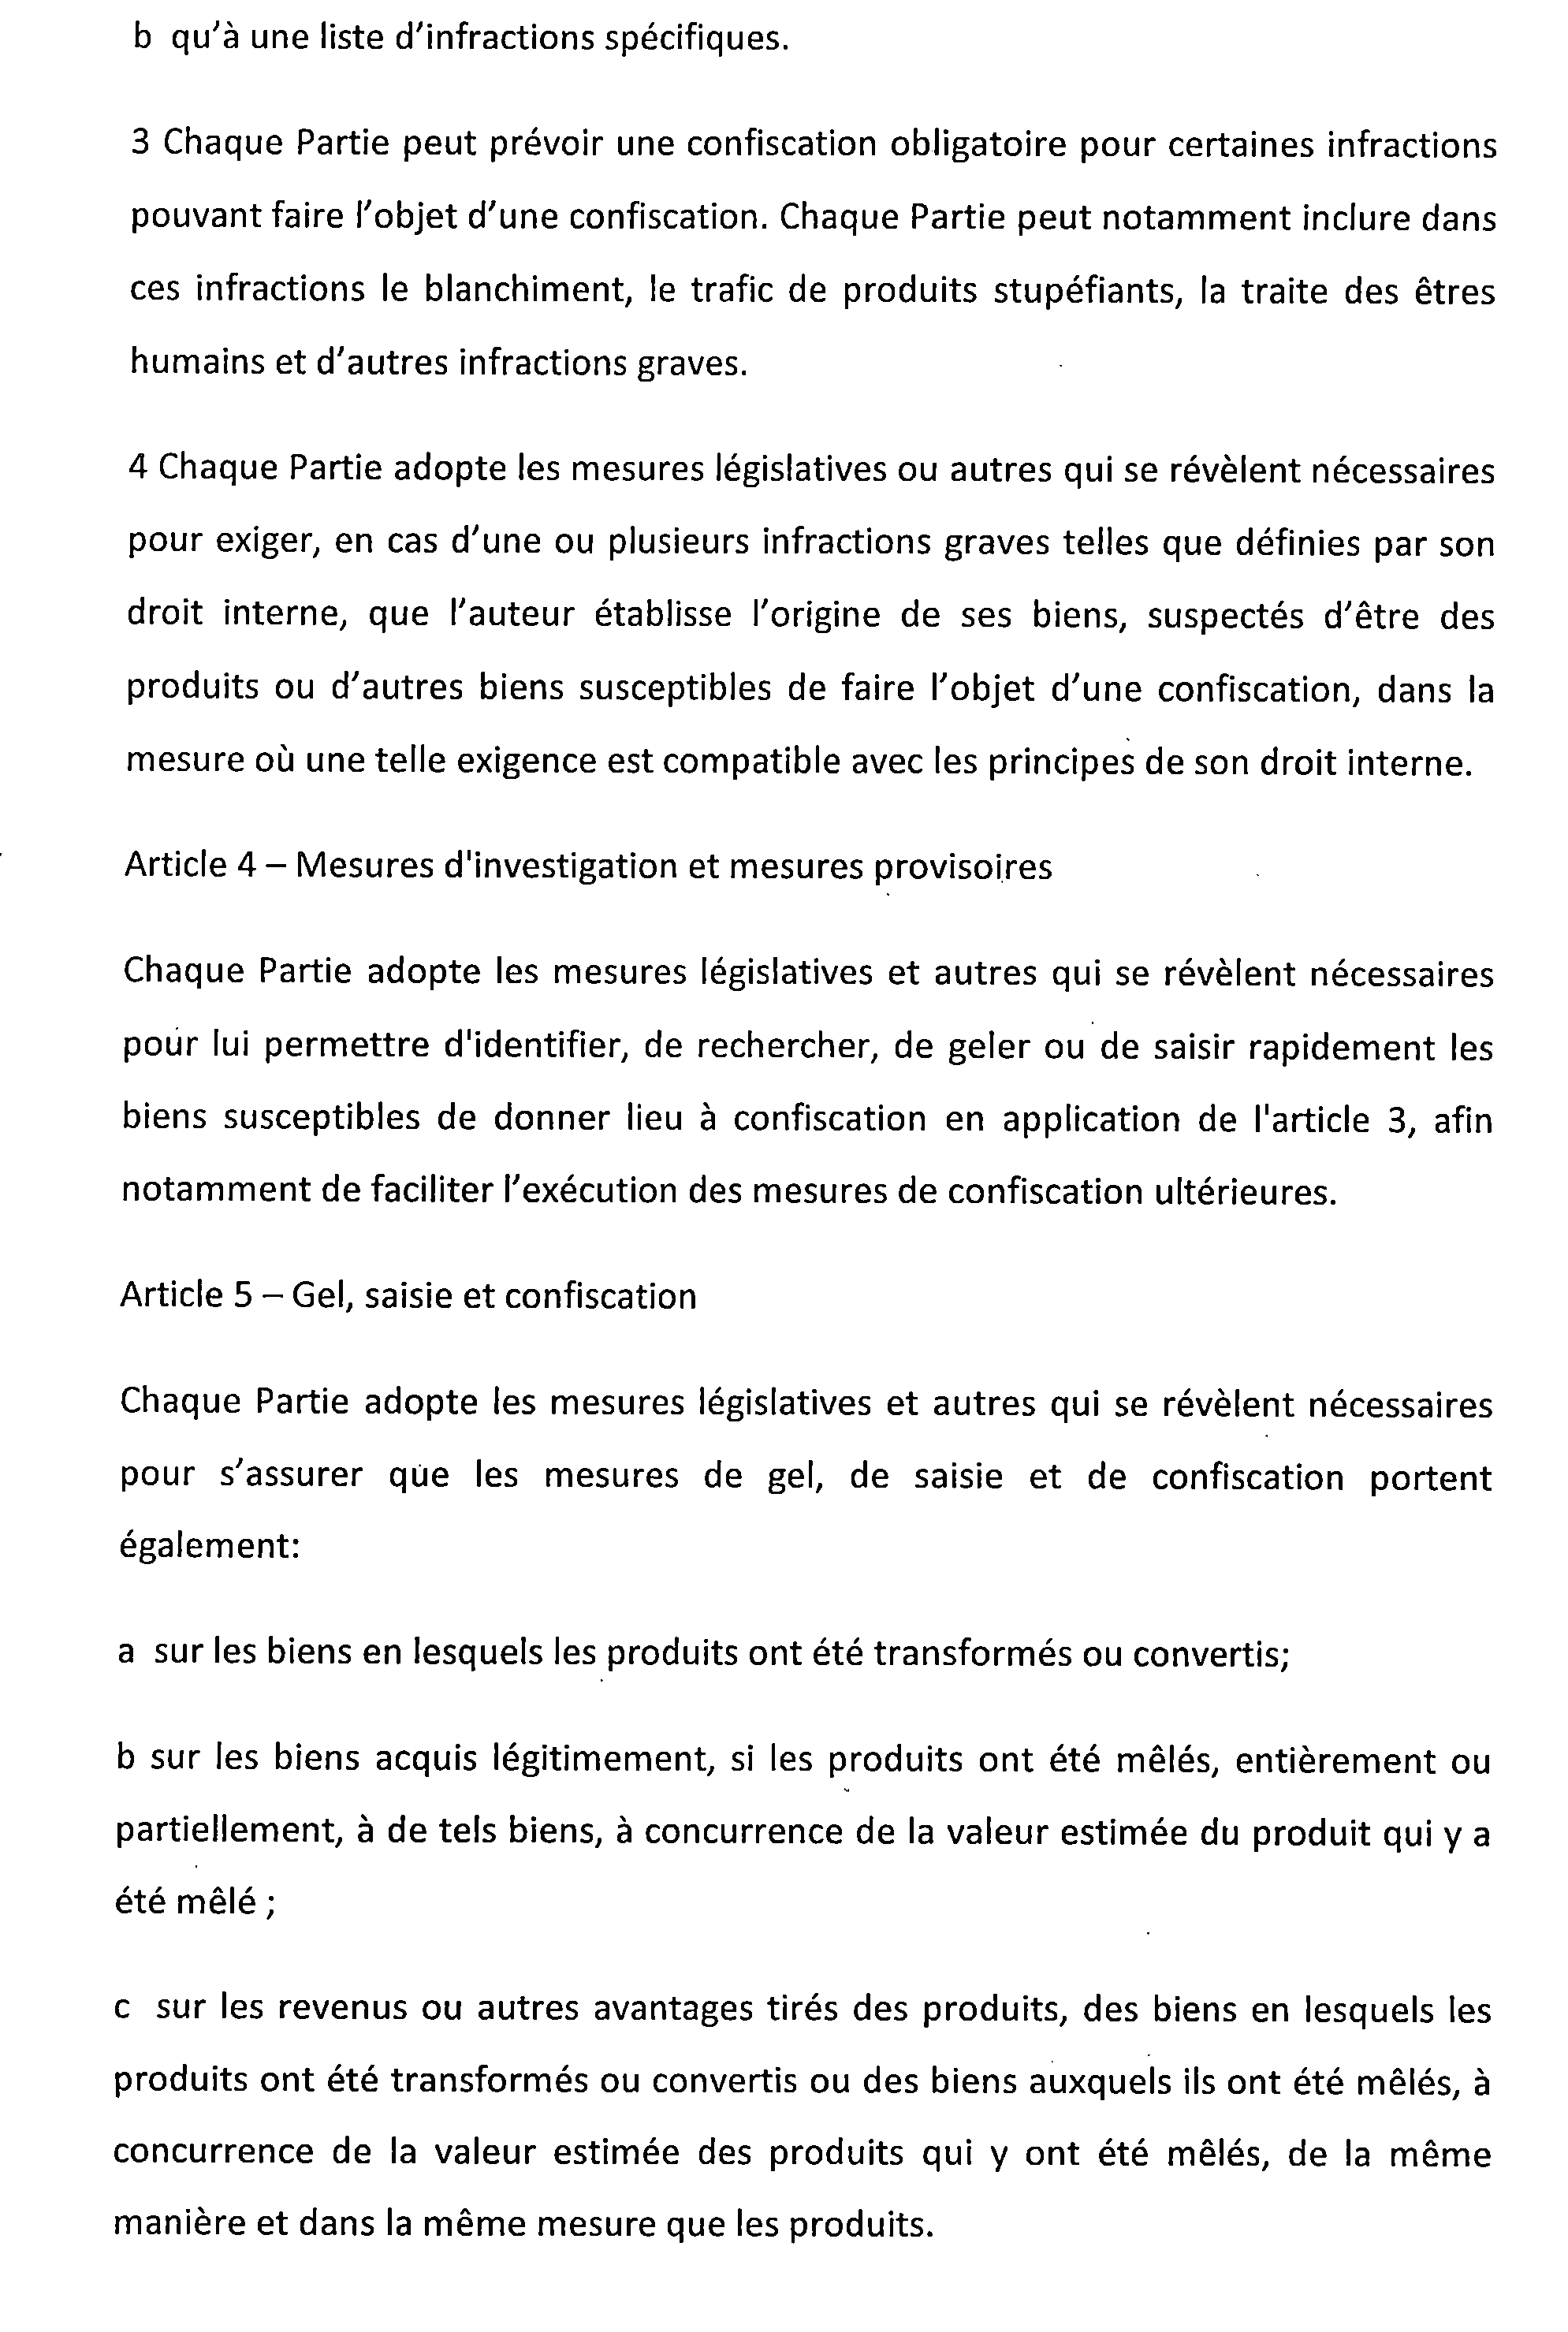 b qu’à une liste d’infractions spécifiques.
3 Chaque Partie peut prévoir une confiscation obligatoire pour certaines infractions
pouvant faire l’objet d’une confiscation. Chaque Partie peut notamment inclure dans
ces infractions le blanchiment, le trafic de produits stupéfiants, la traite des êtres
humains et d’autres infractions graves.
4 Chaque Partie adopte les mesures législatives ou autres qui se révèlent nécessaires
pour exiger, en cas d’une ou plusieurs infractions graves telles que définies par son
droit interne, que l’auteur établisse l’origine de ses biens, suspectés d’être des
produits ou d’autres biens susceptibles de faire l’objet d’une confiscation, dans la
mesure où une telle exigence est compatible avec les principes de son droit interne.
Article 4 – Mesures d'investigation et mesures provisoires
Chaque Partie adopte les mesures législatives et autres qui se révèlent nécessaires
pour lui permettre d'identifier, de rechercher, de geler ou de saisir rapidement les
biens susceptibles de donner lieu à confiscation en application de l'article 3, afin
notamment de faciliter l’exécution des mesures de confiscation ultérieures.
Article 5 – Gel, saisie et confiscation
Chaque Partie adopte les mesures législatives et autres qui se révèlent nécessaires
pour s’assurer que les mesures de gel, de saisie et de confiscation portent
également:
a sur les biens en lesquels les produits ont été transformés ou convertis;
b sur les biens acquis légitimement, si les produits ont été mêlés, entièrement ou
partiellement, à de tels biens, à concurrence de la valeur estimée du produit qui y a
été mêlé ;
c sur les revenus ou autres avantages tirés des produits, des biens en lesquels les
produits ont été transformés ou convertis ou des biens auxquels ils ont été mêlés, à
concurrence de la valeur estimée des produits qui y ont été mêlés, de la même
manière et dans la même mesure que les produits.